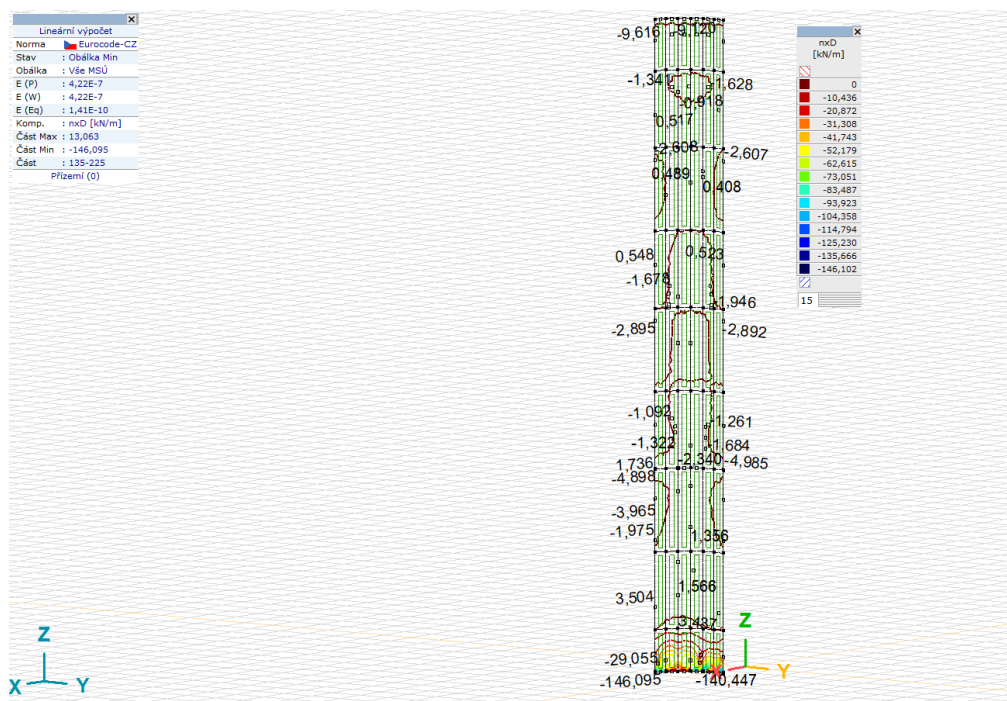 Lineární výpočet
Norma Eurocode-CZ
Stav : Obálka Min
Obálka : Vše MSÚ
E (P) : 4,22E-7
E (W) : 4,22E-7
E (Eq) : 1,41E-10
Komp. : nxD [kN/m]
Část Max : 13,063
Část Min : -146,095
Část : 135-225
Přízemí (0)
nxD
[kN/m]
0
-10,436
-20,872
-31,308
-41,743
-52,179
-62,615
-73,051
-83,487
-93,923
-104,358
-114,794
-125,230
-135,666
-146,102
15
-9,616 -9,120
-1,341 -1,628
-0,918
0,517
-2,608 -2,607
0,489 0,408
0,548 0,523
-1,678
-1,946
-2,895 -2,892
-1,092 -1,261
-1,322 1,684
1,736 -2,340 -4,985
-4,898
-3,965
-1,975 1,356
1,566
3,504
3,437
-29,055
-146,095 -140,447
Z
X Y
Z
X Y